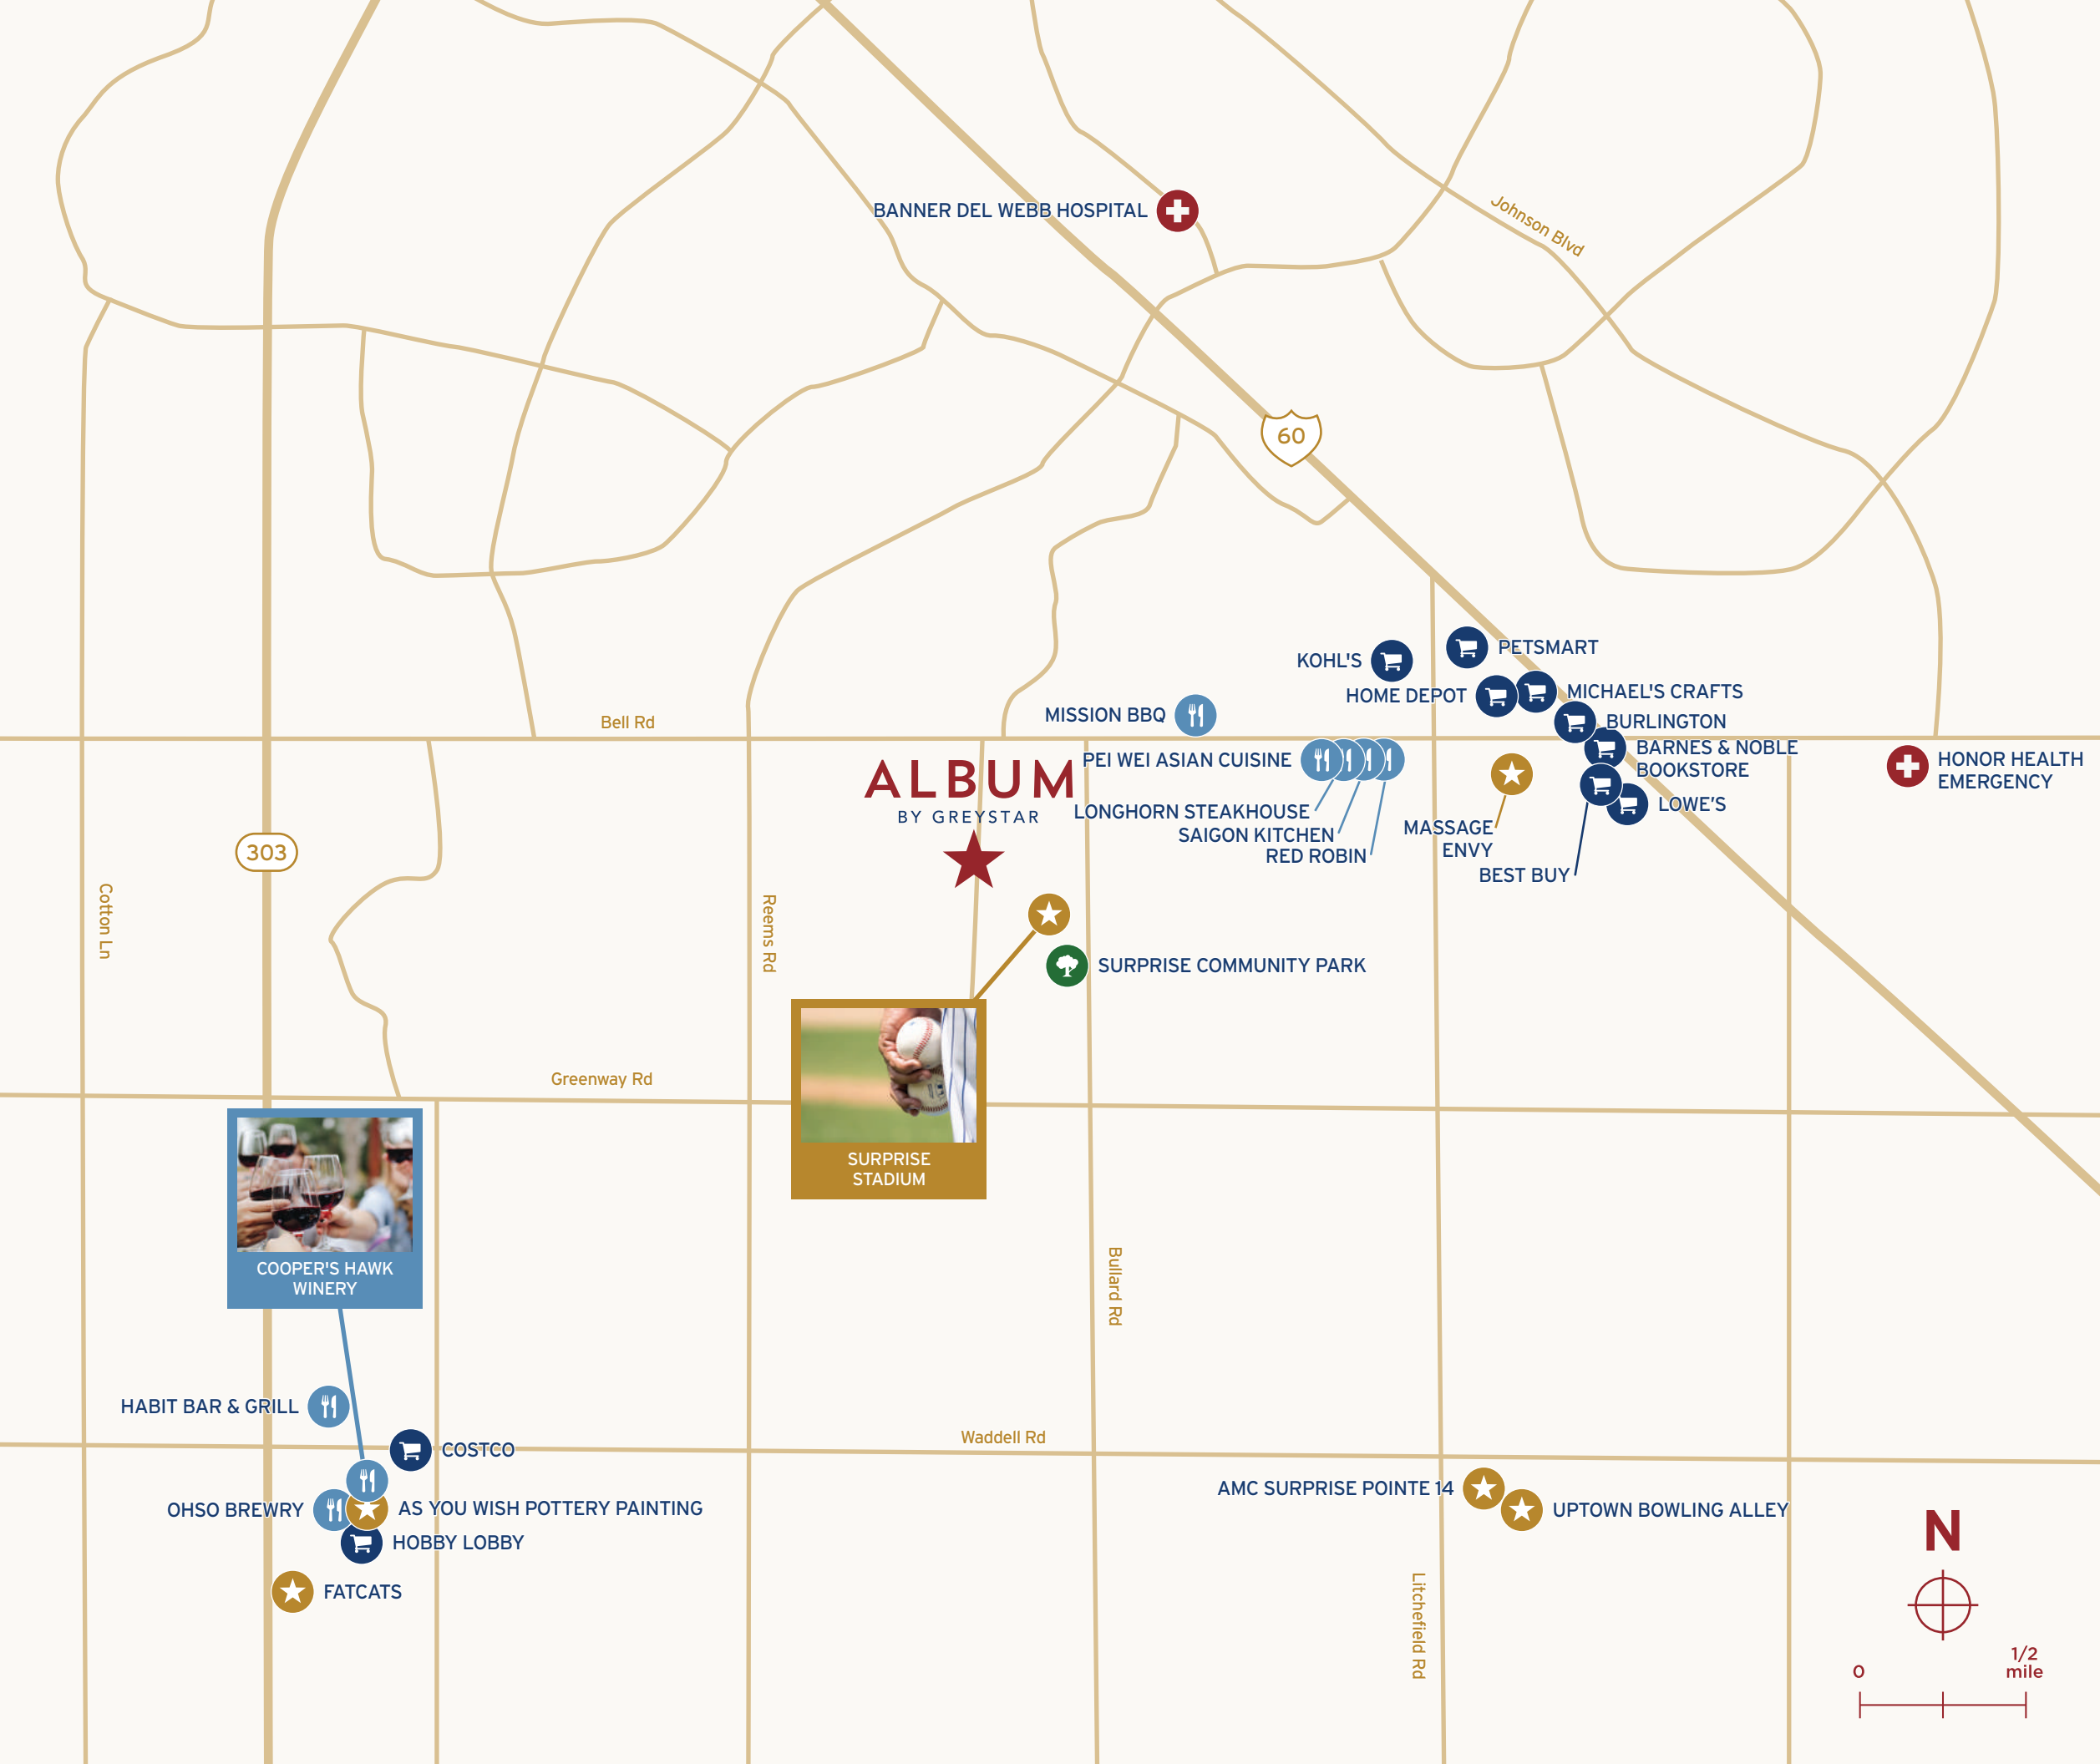 BANNER DEL WEBB HOSPITAL
Johnson Blvd
60
KOHL'S
PETSMART
HOME DEPOT
MICHAEL'S CRAFTS
MISSION BBQ
Bell Rd
BURLINGTON
BARNES & NOBLE
BOOKSTORE
PEI WEI ASIAN CUISINE
HONOR HEALTH
EMERGENCY
ALBUM
BY GREYSTAR
LONGHORN STEAKHOUSE
SAIGON KITCHEN
RED ROBIN
MASSAGE
ENVY
LOWE’S
BEST BUY
303
Cotton Ln
Reems Rd
SURPRISE COMMUNITY PARK
Greenway Rd
SURPRISE
STADIUM
COOPER'S HAWK
WINERY
Bullard Rd
HABIT BAR & GRILL
COSTCO
Waddell Rd
OHSO BREWRY
AS YOU WISH POTTERY PAINTING
HOBBY LOBBY
FATCATS
AMC SURPRISE POINTE 14
UPTOWN BOWLING ALLEY
Litchefield Rd
N
0
1/2
mile